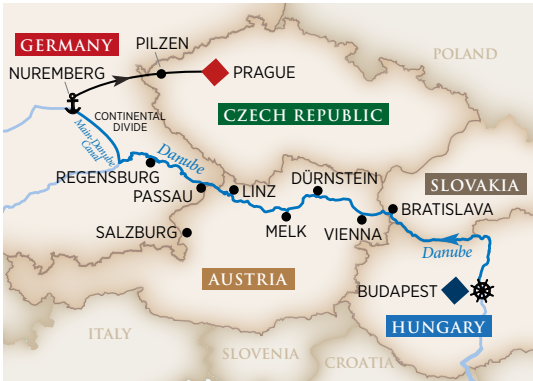 GERMANY
PILZEN
POLAND
NUREMBERG
PRAGUE
CONTINENTAL
DIVIDE
CZECH REPUBLIC
Main-Danube
Canal
Danube
REGENSBURG
DÜRNSTEIN
SLOVAKIA
PASSAU
LINZ
BRATISLAVA
SALZBURG
MELK
VIENNA
Danube
AUSTRIA
BUDAPEST
HUNGARY
ITALY
SLOVENIA
CROATIA